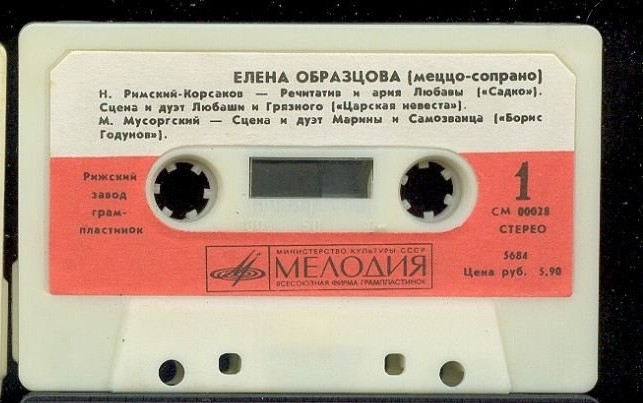 ЕЛЕНА ОБРАЗЦОВА (меццо-сопрано)
Н. Римский-Корсаков — Речитатив и ария Любавы («Садко»).
Сцена и дуэт Любаши и Грязного («Царская невеста»).
М. Мусоргский — Сцена и дуэт Марины и Самозванца («Борис
Годунов»).
Рижский
завод
грам-
пластинок
1
СМ 00028
СТЕРЕО
5684
Цена руб. 5.90
МИНИСТЕРСТВО КУЛЬТУРЫ СССР
МЕЛОДИЯ
ВСЕСОЮЗНАЯ ФИРМА ГРАМПЛАСТИНОК